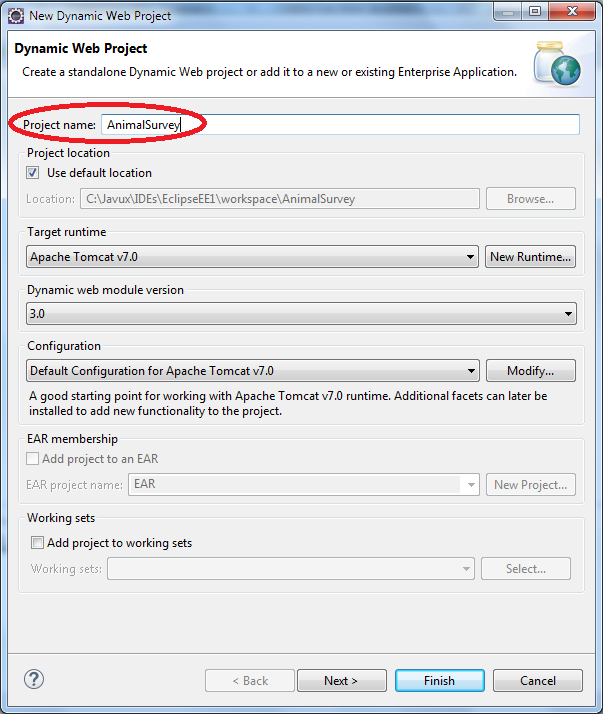 New Dynamic Web Project
Dynamic Web Project
Create a standalone Dynamic Web project or add it to a new or existing Enterprise Application.
Project name: AnimalSurvey
Project location
Use default location
Location: C:\Javux\IDEs\EclipseEE1\workspace\AnimalSurvey Browse...
Target runtime
Apache Tomcat v7.0 New Runtime...
Dynamic web module version
3.0
Configuration
Default Configuration for Apache Tomcat v7.0 Modify...
A good starting point for working with Apache Tomcat v7.0 runtime. Additional facets can later be
installed to add new functionality to the project.
EAR membership
Add project to an EAR
EAR project name: EAR New Project...
Working sets
Add project to working sets
Working sets: Select...
? < Back Next > Finish Cancel